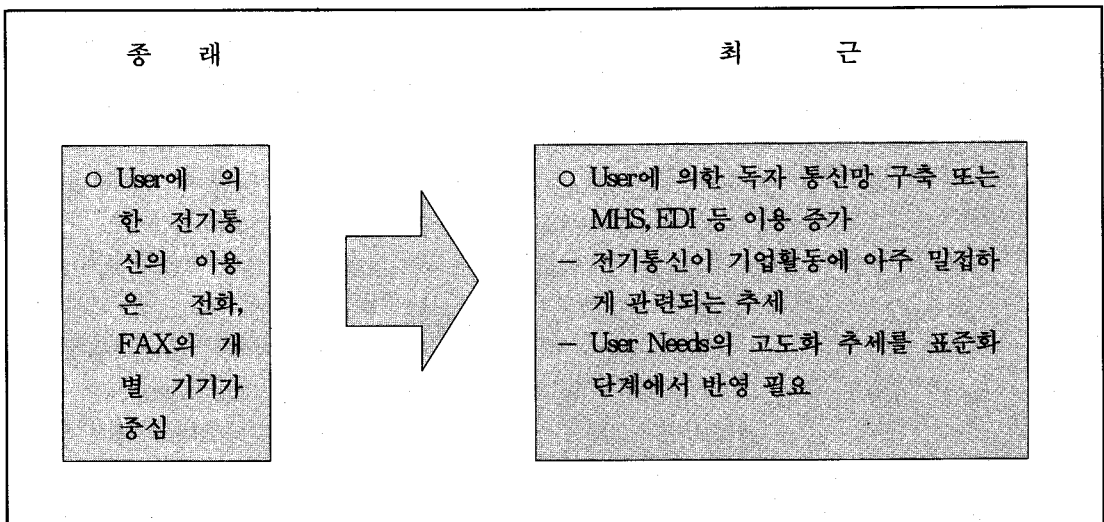 종 래
최 근
○ User에 의
한 전기통
신의 이용
은 전화,
FAX의 개
별 기기가
중심
○ User에 의한 독자 통신망 구축 또는
MHS, EDI 등 이용 증가
- 전기통신이 기업활동에 아주 밀접하
게 관련되는 추세
- User Needs의 고도화 추세를 표준화
단계에서 반영 필요